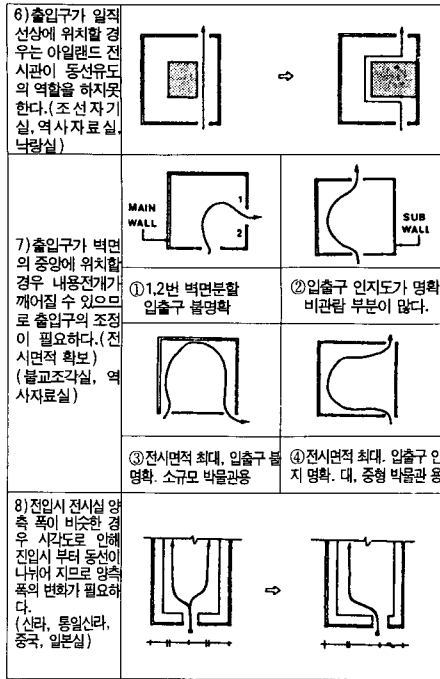 6)출입구가 일직
선상에 위치할 경
우는 아일랜드 전
시관이 동선유도
의 역할을 하지못
한다.(조선자기
실,역사자료실,
낙랑실)
7)출입구가 벽면
의 중앙에 위치할
경우 내용전개가
깨어질 수 있으므
로 출입구의 조정
이 필요하다.(전
시면적 확보)
(불교조각실, 역
사자료실)
MAIN
WALL
1
2
①1,2번 벽면분할
입출구 불명확
SUB
WALL
②입출구 인지도가 명확
비관람 부분이 많다.
③전시면적 최대, 입출구 불
명확. 소규모 박물관용
④전시면적 최대. 입출구 인
지 명확. 대, 중형 박물관 용
8)전입시 전시실 양
측 폭이 비슷한 경
우 시각도로 인해
진입시 부터 동선이
나뉘어 지므로 양측
폭의 변화가 필요하
다.
(신라, 통일신라,
중국, 일본실)